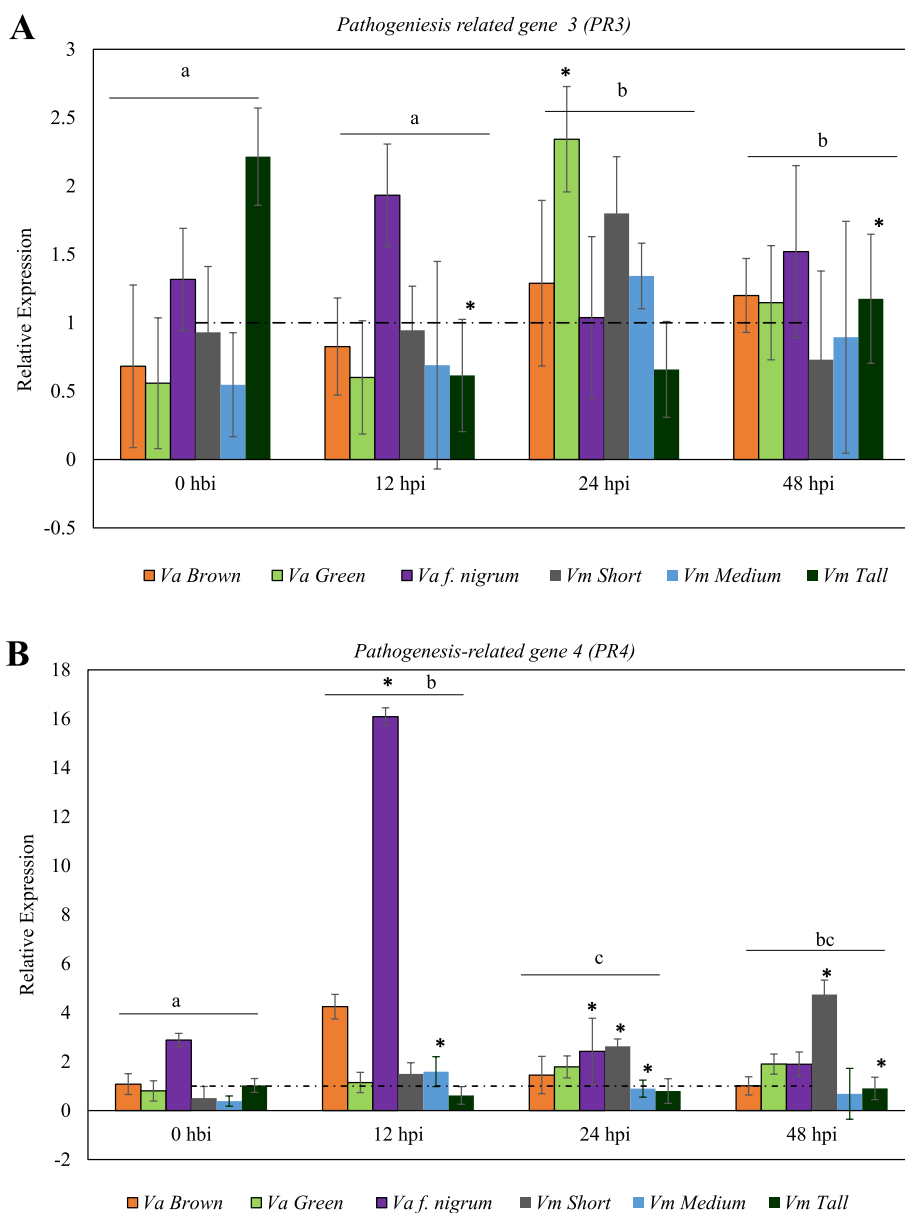 A
Pathogeniesis related gene 3 (PR3)
3
2.5
2
1.5
1
0.5
0
-0.5
Relative Expression
a
a
b
b
*
*
*
0 hbi
12 hpi
24 hpi
48 hpi
Va Brown
Va Green
Va f. nigrum
Vm Short
Vm Medium
Vm Tall
B
Pathogenesis-related gene 4 (PR4)
18
16
14
12
10
8
6
4
2
0
-2
Relative Expression
a
* b
c
bc
*
*
*
*
*
*
0 hbi
12 hpi
24 hpi
48 hpi
Va Brown
Va Green
Va f. nigrum
Vm Short
Vm Medium
Vm Tall